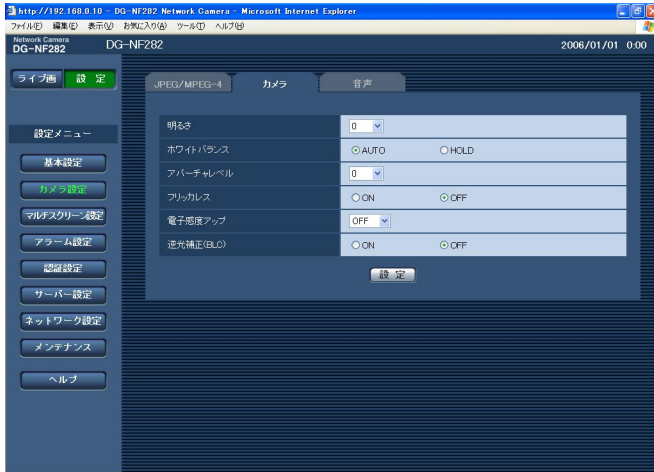 http://192.168.0.10 - DG-NF282 Network Camera - Microsoft Internet Explorer
ファイル(F) 編集(E) 表示(V) お気に入り(A) ツール(T) ヘルプ(H)
Network Camera
DG-NF282
DG-NF282
2006/01/01 0:00
ライブ画
設 定
JPEG/MPEG-4
カメラ
音声
設定メニュー
基本設定
カメラ設定
マルチスクリーン設定
アラーム設定
認証設定
サーバー設定
ネットワーク設定
メンテナンス
ヘルプ
明るさ 0
ホワイトバランス AUTO HOLD
アパーチャレベル 0
フリッカレス ON OFF
電子感度アップ OFF
逆光補正(BLC) ON OFF
設 定